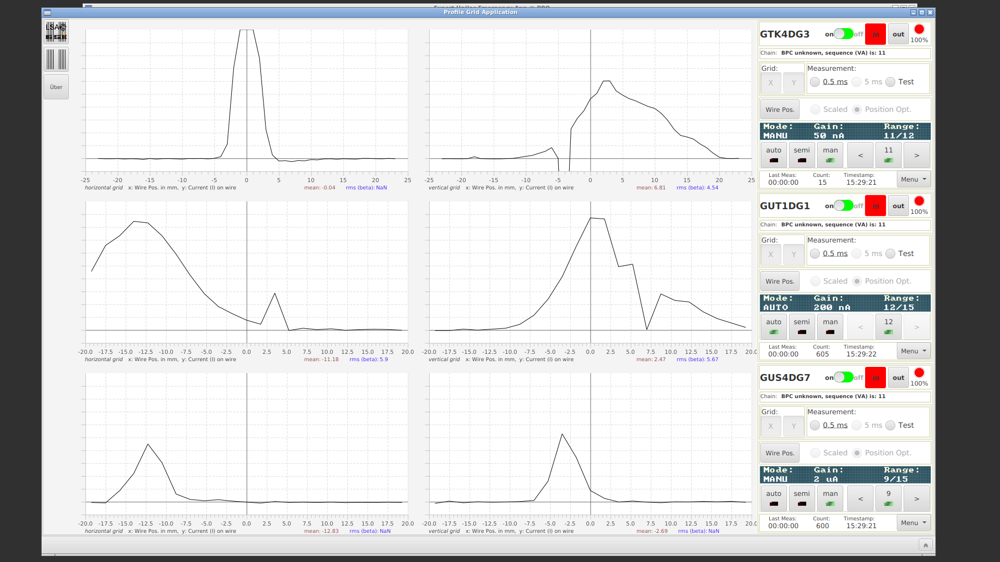 Profile Grid Application
LSA@
GSI
Über
-25 -20 -15 -10 -5 0 5 10 15 20 25
horizontal grid x: Wire Pos. in mm, y: Current (I) on wire mean: -0.04 rms (beta): NaN
-25 -20 -15 -10 -5 0 5 10 15 20 25
vertical grid x: Wire Pos. in mm, y: Current (I) on wire mean: 6.81 rms (beta): 4.54
GTK4DG3 on off in out 100%
Chain: BPC unknown, sequence (VA) is: 11
Grid: Measurement:
X Y 0.5 ms 5 ms Test
Wire Pos. Scaled Position Opt.
Mode: Gain: Range:
MANU 50 nA 11/12
auto semi man < 11 >
Last Meas: Count: Timestamp:
00:00:00 15 15:29:21 Menu
-20.0 -17.5 -15.0 -12.5 -10.0 -7.5 -5.0 -2.5 0.0 2.5 5.0 7.5 10.0 12.5 15.0 17.5 20.0
horizontal grid x: Wire Pos. in mm, y: Current (I) on wire mean: -11.18 rms (beta): 5.9
-20.0 -17.5 -15.0 -12.5 -10.0 -7.5 -5.0 -2.5 0.0 2.5 5.0 7.5 10.0 12.5 15.0 17.5 20.0
vertical grid x: Wire Pos. in mm, y: Current (I) on wire mean: 2.47 rms (beta): 5.67
GUT1DG1 on off in out 100%
Chain: BPC unknown, sequence (VA) is: 11
Grid: Measurement:
X Y 0.5 ms 5 ms Test
Wire Pos. Scaled Position Opt.
Mode: Gain: Range:
AUTO 200 nA 12/15
auto semi man < 12 >
Last Meas: Count: Timestamp:
00:00:00 605 15:29:22 Menu
-20.0 -17.5 -15.0 -12.5 -10.0 -7.5 -5.0 -2.5 0.0 2.5 5.0 7.5 10.0 12.5 15.0 17.5 20.0
horizontal grid x: Wire Pos. in mm, y: Current (I) on wire mean: -12.83 rms (beta): NaN
-20.0 -17.5 -15.0 -12.5 -10.0 -7.5 -5.0 -2.5 0.0 2.5 5.0 7.5 10.0 12.5 15.0 17.5 20.0
vertical grid x: Wire Pos. in mm, y: Current (I) on wire mean: -2.69 rms (beta): NaN
GUS4DG7 on off in out 100%
Chain: BPC unknown, sequence (VA) is: 11
Grid: Measurement:
X Y 0.5 ms 5 ms Test
Wire Pos. Scaled Position Opt.
Mode: Gain: Range:
MANU 2 uA 9/15
auto semi man < 9 >
Last Meas: Count: Timestamp:
00:00:00 600 15:29:21 Menu